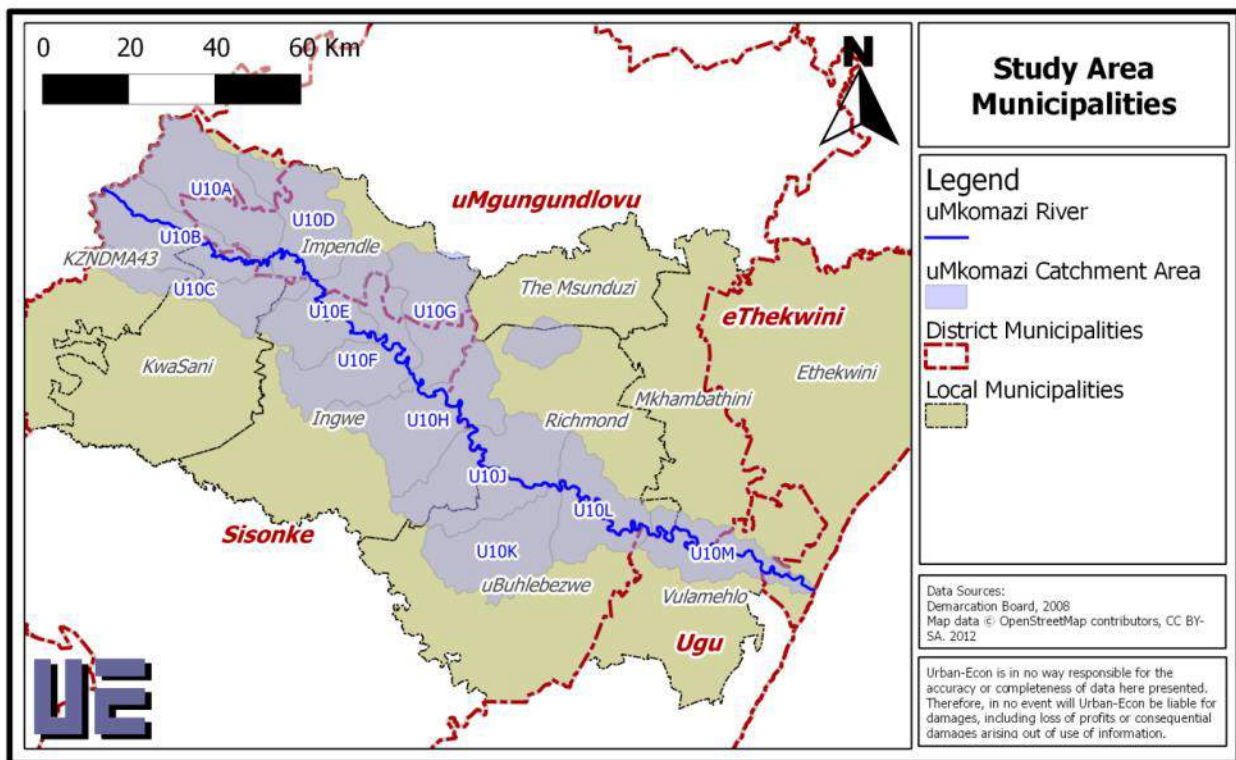 0 20 40 60 Km
N
Study Area
Municipalities
Legend
uMkomazi River
uMkomazi Catchment Area
District Municipalities
Local Municipalities
U10A
uMgungundlovu
U10D
U10B
Impendle
KZNDMA43
U10C
The Msunduzi
U10E
U10G
eThekwini
U10F
KwaSani
Ethekwini
Mkhambathini
Ingwe
U10H
Richmond
U10J
U10L
Sisonke
U10K
U10M
uBuhlebezwe
Vulamehlo
Ugu
UE
Data Sources:
Demarcation Board, 2008
Map data © OpenStreetMap contributors, CC BY-
SA. 2012
Urban-Econ is in no way responsible for the
accuracy or completeness of data here presented.
Therefore, in no event will Urban-Econ be liable for
damages, including loss of profits or consequential
damages arising out of use of information.